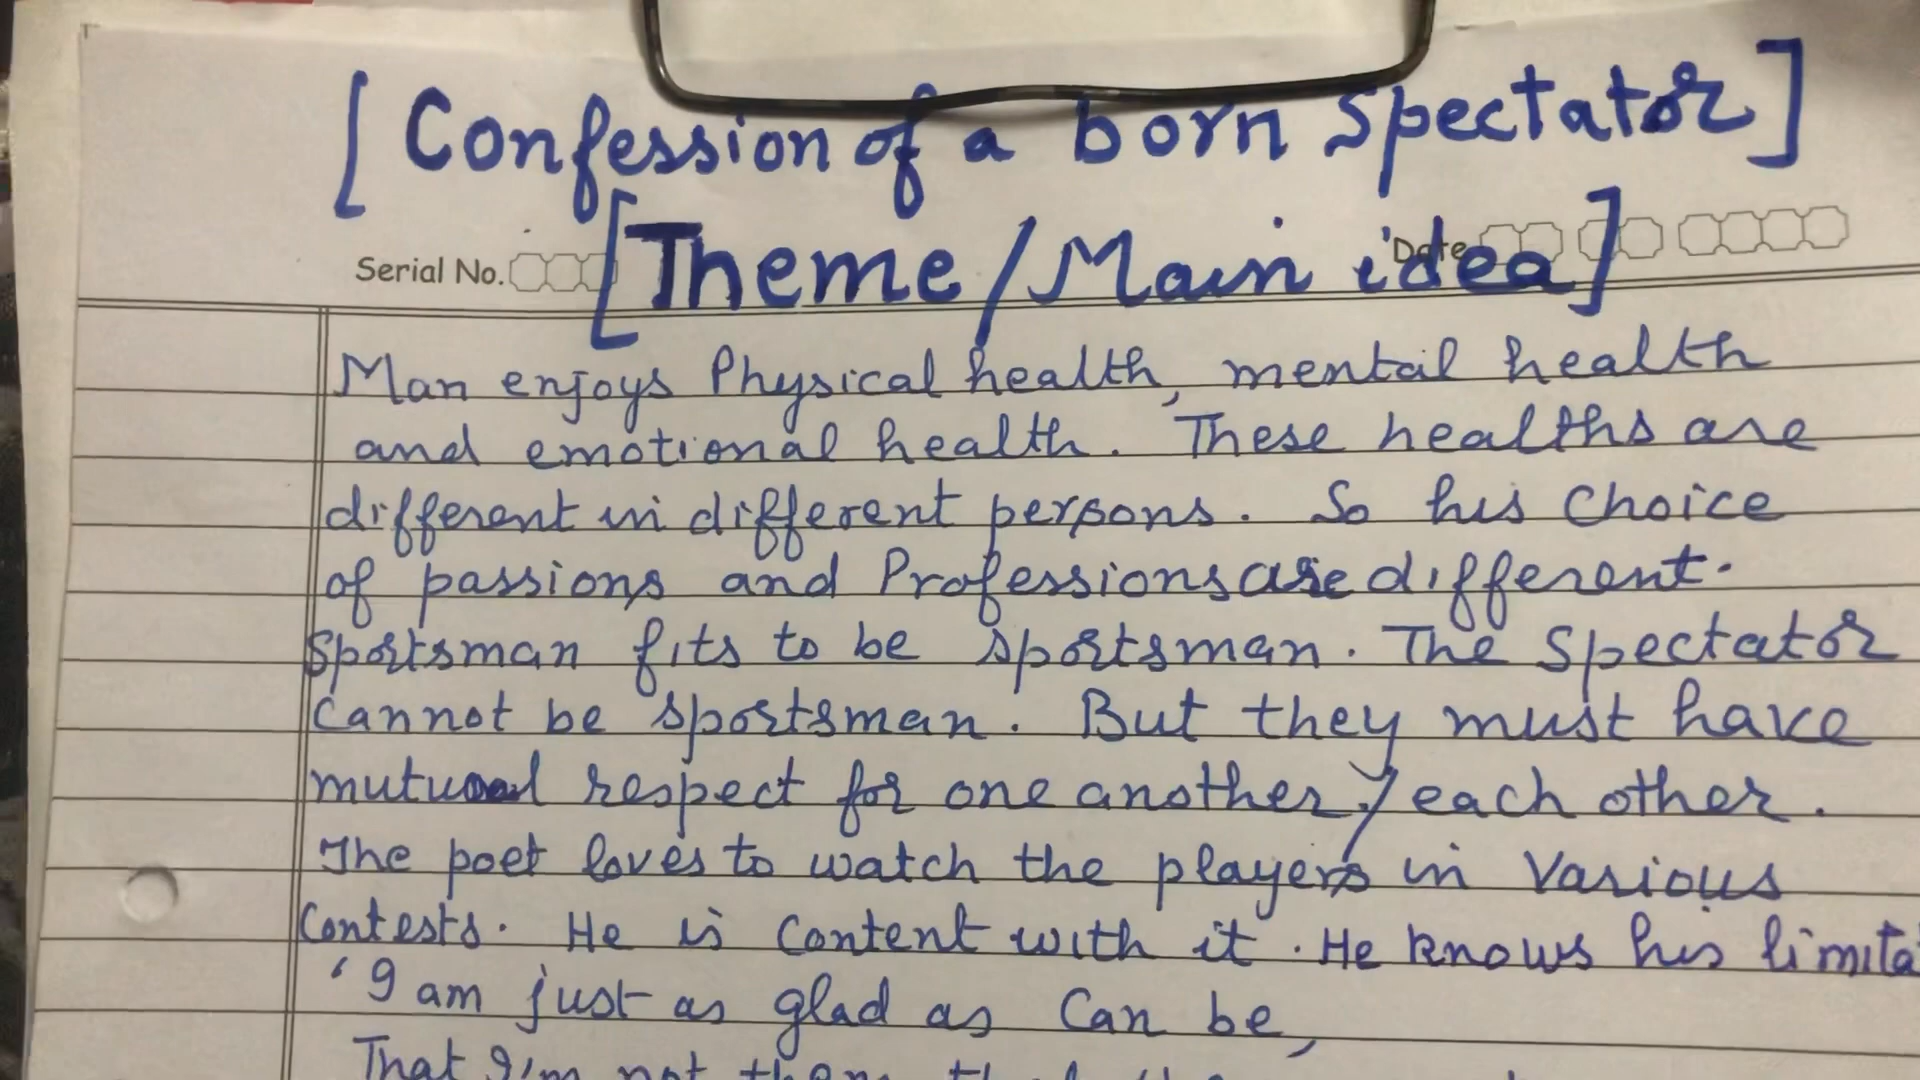 [Confession of a born spectator]
[Theme/Main idea]
Serial No. Date
Man enjoys Physical health, mental health
and emotional health. These healths are
different in different persons. So his choice
of passions and Professions are different.
Sportsman fits to be sportsman. The Spectator
cannot be sportsman. But they must have
mutual respect for one another / each other.
The poet loves to watch the players in various
contests. He is content with it. He knows his limita
'I am just as glad as can be,
That I'm not them, that